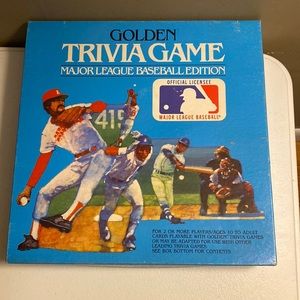 GOLDEN
TRIVIA GAME
MAJOR LEAGUE BASEBALL EDITION
OFFICIAL LICENSEE
MAJOR LEAGUE BASEBALL®
419
FOR 2 OR MORE PLAYERS/AGES 10 TO ADULT
CARDS PLAYABLE WITH GOLDEN® TRIVIA GAMES
OR MAY BE ADAPTED FOR USE WITH OTHER
LEADING TRIVIA GAMES
SEE BOX BOTTOM FOR CONTENTS